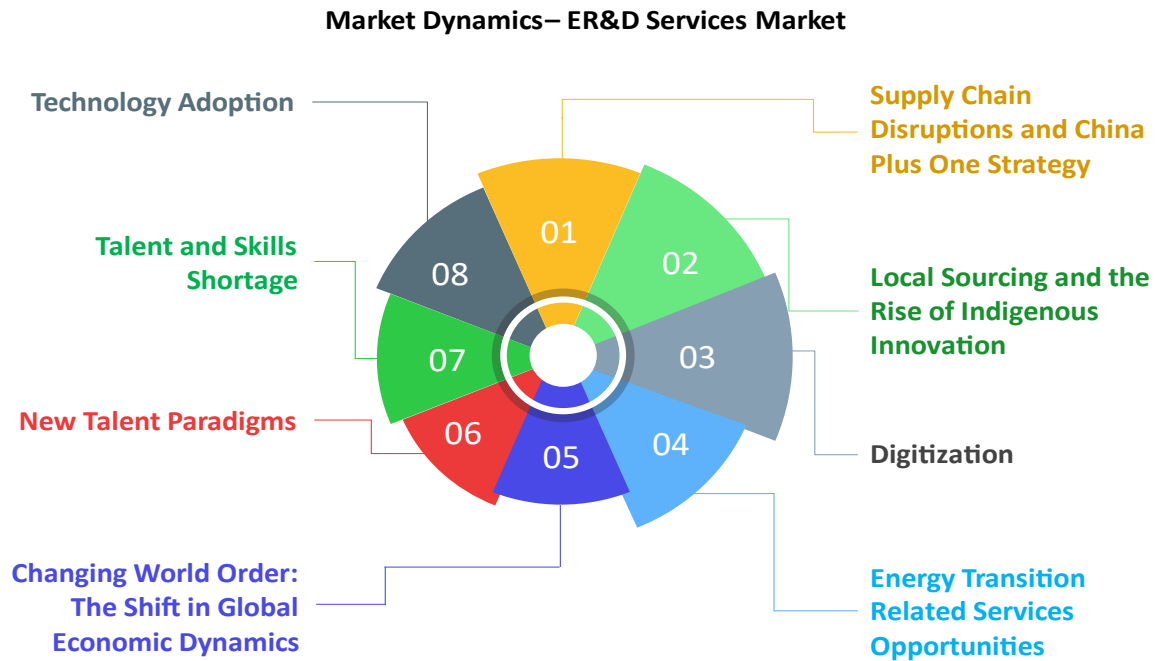 Market Dynamics– ER&D Services Market
Technology Adoption
Talent and Skills
Shortage
New Talent Paradigms
Changing World Order:
The Shift in Global
Economic Dynamics
01
02
03
04
05
06
07
08
Supply Chain
Disruptions and China
Plus One Strategy
Local Sourcing and the
Rise of Indigenous
Innovation
Digitization
Energy Transition
Related Services
Opportunities